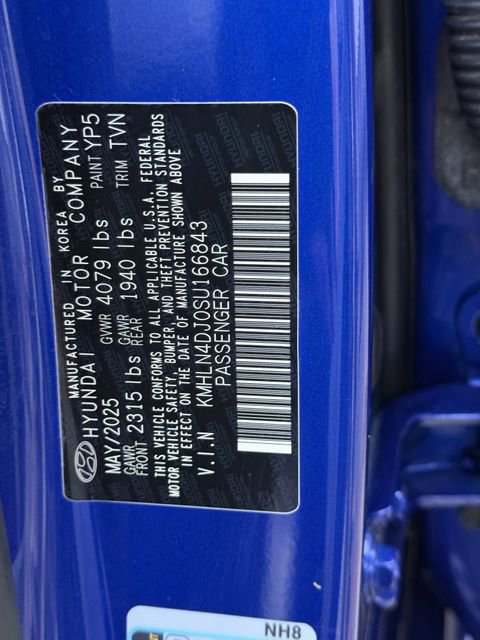 MANUFACTURED IN KOREA BY
HYUNDAI MOTOR COMPANY
MAY/2025 GVWR 4079 lbs PAINT YP5
GAWR FRONT 2315 lbs GAWR REAR 1940 lbs TRIM TVN
THIS VEHICLE CONFORMS TO ALL APPLICABLE U.S.A. FEDERAL
MOTOR VEHICLE SAFETY, BUMPER, AND THEFT PREVENTION STANDARDS
IN EFFECT ON THE DATE OF MANUFACTURE SHOWN ABOVE
V.I.N KMHLN4DJ0SU166843
PASSENGER CAR
NH8